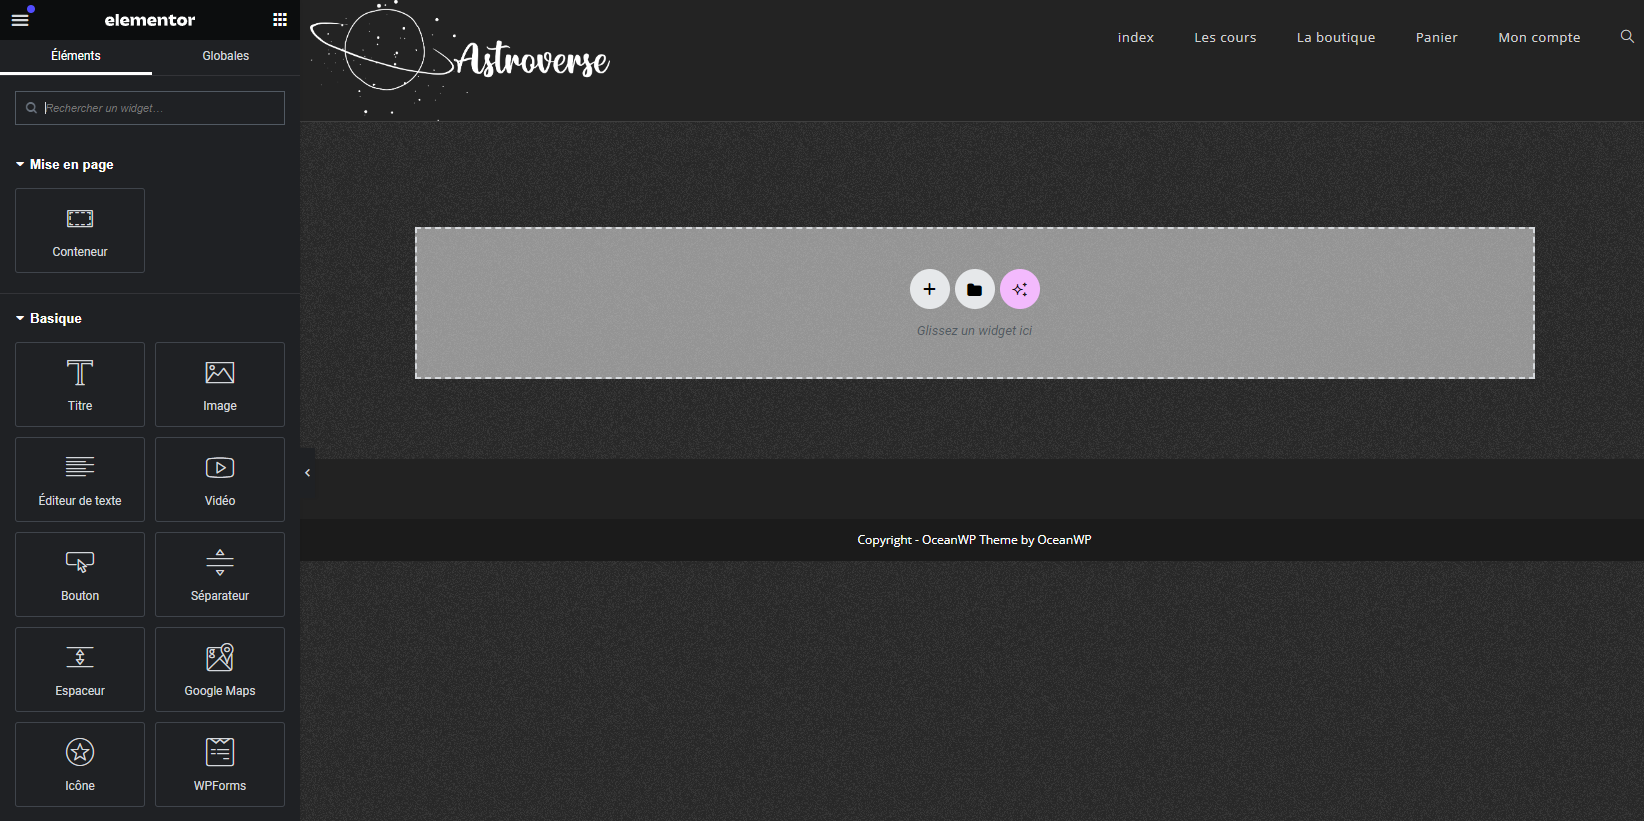 elementor
Éléments
Globales
Rechercher un widget...
Mise en page
Conteneur
Basique
Titre
Image
Éditeur de texte
Vidéo
Bouton
Séparateur
Espaceur
Google Maps
Icône
WPForms
Astroverse
index
Les cours
La boutique
Panier
Mon compte
Glissez un widget ici
Copyright - OceanWP Theme by OceanWP